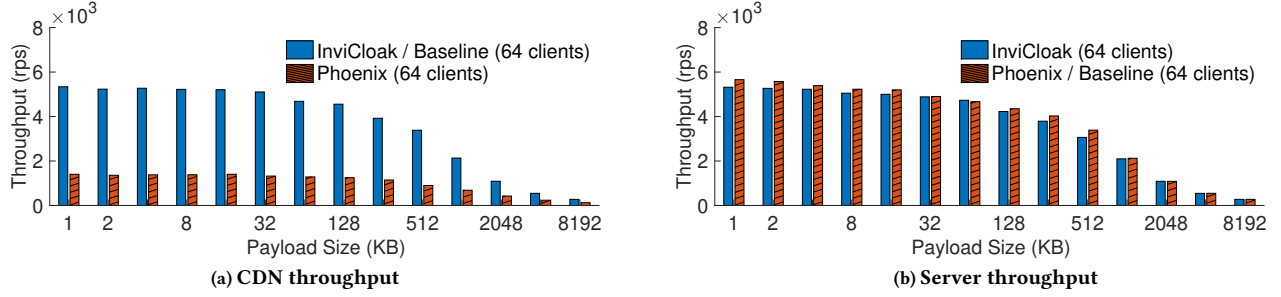 ×10³
8
6
4
2
0
Throughput (rps)
InviCloak / Baseline (64 clients)
Phoenix (64 clients)
1 2 8 32 128 512 2048 8192
Payload Size (KB)
(a) CDN throughput
×10³
8
6
4
2
0
Throughput (rps)
InviCloak (64 clients)
Phoenix / Baseline (64 clients)
1 2 8 32 128 512 2048 8192
Payload Size (KB)
(b) Server throughput